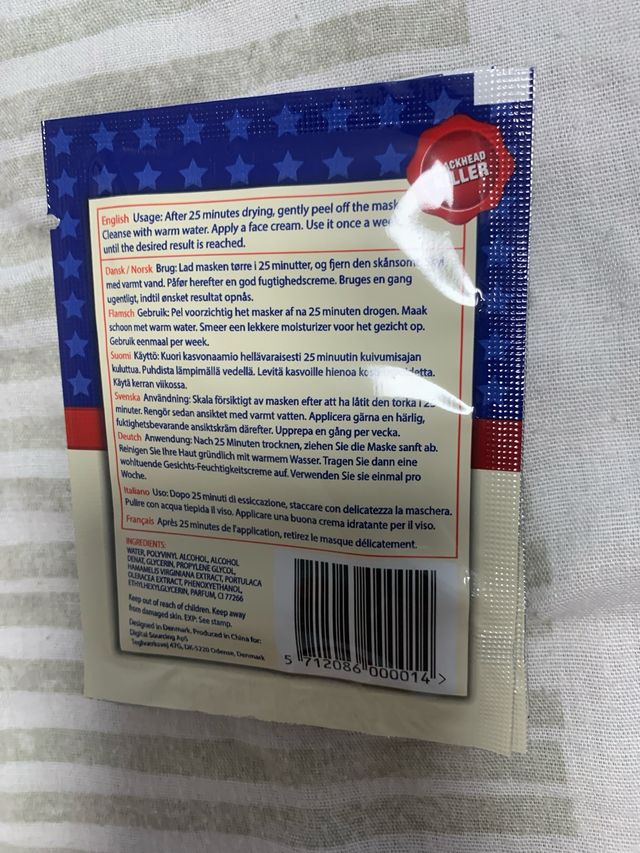 ACKHEAD
LLER
English Usage: After 25 minutes drying, gently peel off the mask
Cleanse with warm water. Apply a face cream. Use it once a
until the desired result is reached.
Dansk / Norsk Brug: Lad masken tørre i 25 minutter, og fjern den
med varmt vand. Påfør herefter en god fugtighedscreme. Bruges en gang
ugentligt, indtil ønsket resultat opnås.
Flamsch Gebruik: Pel voorzichtig het masker af na 25 minuten drogen. Maak
schoon met warm water. Smeer een lekkere molsturizer voor het gezicht op.
Gebruik eenmaal per week.
Suomi Käyttö: Kuori kasvonaamio hellävaraisesti 25 minuutin kuivumisajan
kuluttua. Puhdista lämpimällä vedellä. Levitä kasvoille hienoa
Käytä kerran viikossa.
Svenska Användning: Skala försiktigt av masken efter att ha låtit den torka i
minuter. Rengör sedan ansiktet med varmt vatten. Applicera gärna en härlig,
fuktighetsbevarande ansiktskräm därefter. Upprepa en gång per vecka.
Deutch Anwendung: Nach 25 Minuten trocknen, ziehen Sie die Maske sanft ab.
Reinigen Sie Ihre Haut gründlich mit warmem Wasser. Tragen Sie dann eine
wohltuende Gesichts-Feuchtigkeitscreme auf. Verwenden Sie sie einmal pro
Woche.
Italiano Uso: Dopo 25 minuti di essiccazione, staccare con delicatezza la maschera.
Pulire con acqua tiepida il viso. Applicare una buona crema idratante per il viso.
Français Après 25 minutes de l'application, retirez le masque délicatement.
INGREDIENTS:
WATER, POLYVINYL ALCOHOL, ALCOHOL
DENAT, GLYCERIN, PROPYLENE GLYCOL,
HAMAMELIS VIRGINIANA EXTRACT, PORTULACA
OLERACEA EXTRACT, PHENOXYETHANOL,
ETHYLHEXYLGLYCERIN, PARFUM, CI 77266
Keep out of reach of children. Keep away
from damaged skin. EXP: See stamp.
Designed in Denmark. Produced in China for:
Digital Sourcing ApS
Teglværksvej 47G, DK-5220 Odense, Denmark
5 712086 000014 >